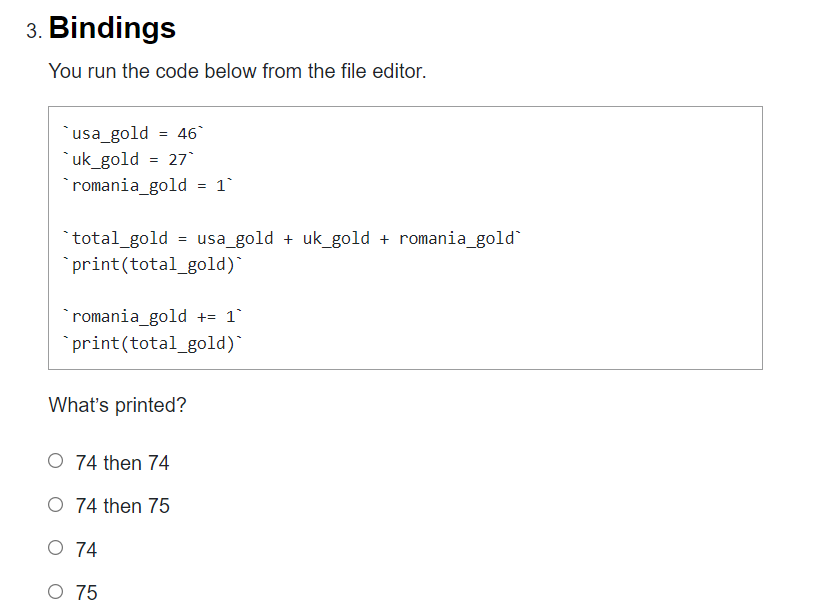 3. Bindings
You run the code below from the file editor.
`usa_gold = 46`
`uk_gold = 27`
`romania_gold = 1`
`total_gold = usa_gold + uk_gold + romania_gold`
`print(total_gold)`
`romania_gold += 1`
`print(total_gold)`
What’s printed?
74 then 74
74 then 75
74
75